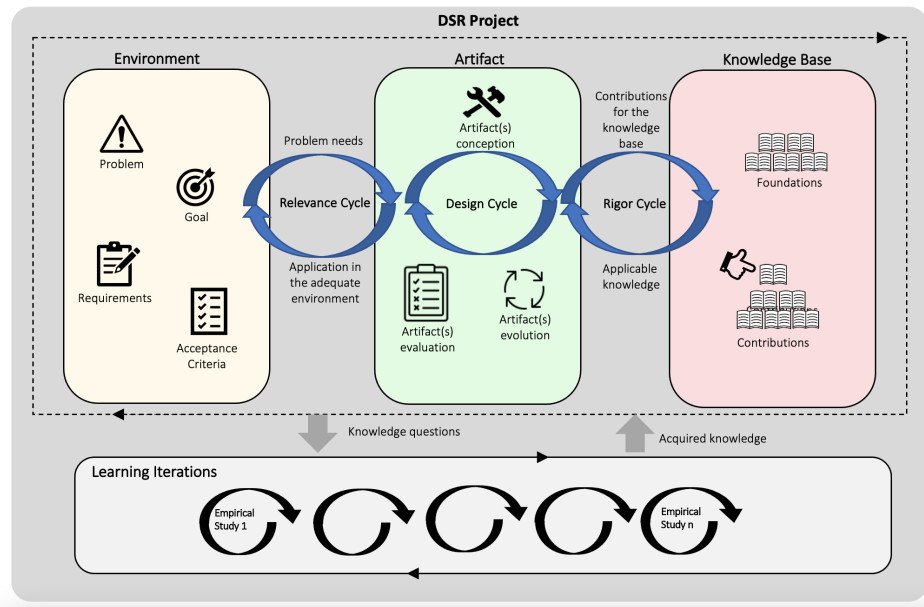 DSR Project
Environment
Artifact
Knowledge Base
Problem
Goal
Requirements
Acceptance
Criteria
Problem needs
Relevance Cycle
Application in
the adequate
environment
Artifact(s)
conception
Design Cycle
Artifact(s)
evaluation
Artifact(s)
evolution
Contributions
for the
knowledge
base
Rigor Cycle
Applicable
knowledge
Foundations
Contributions
Knowledge questions
Acquired knowledge
Learning Iterations
Empirical
Study 1
Empirical
Study n